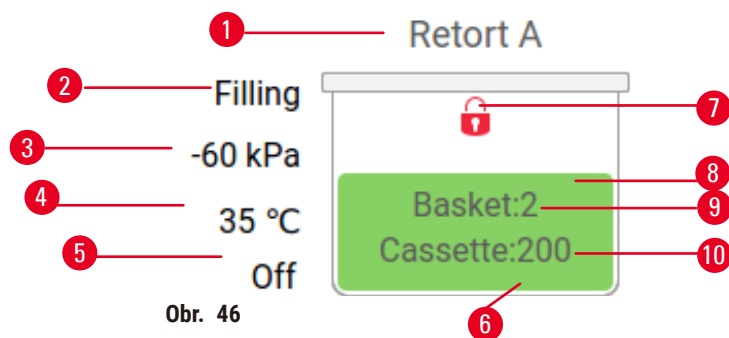 1 Retort A
2 Filling
7
3 -60 kPa
8
4 35 °C
Basket:2 9
5 Off
Cassette:200 10
6
Obr. 46